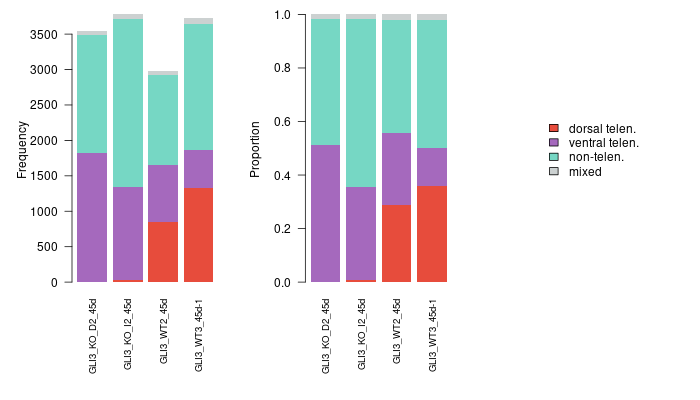 Frequency
3500
3000
2500
2000
1500
1000
500
0
GLI3_KO_D2_45d
GLI3_KO_I2_45d
GLI3_WT2_45d
GLI3_WT3_45d-1
Proportion
1.0
0.8
0.6
0.4
0.2
0.0
GLI3_KO_D2_45d
GLI3_KO_I2_45d
GLI3_WT2_45d
GLI3_WT3_45d-1
dorsal telen.
ventral telen.
non-telen.
mixed